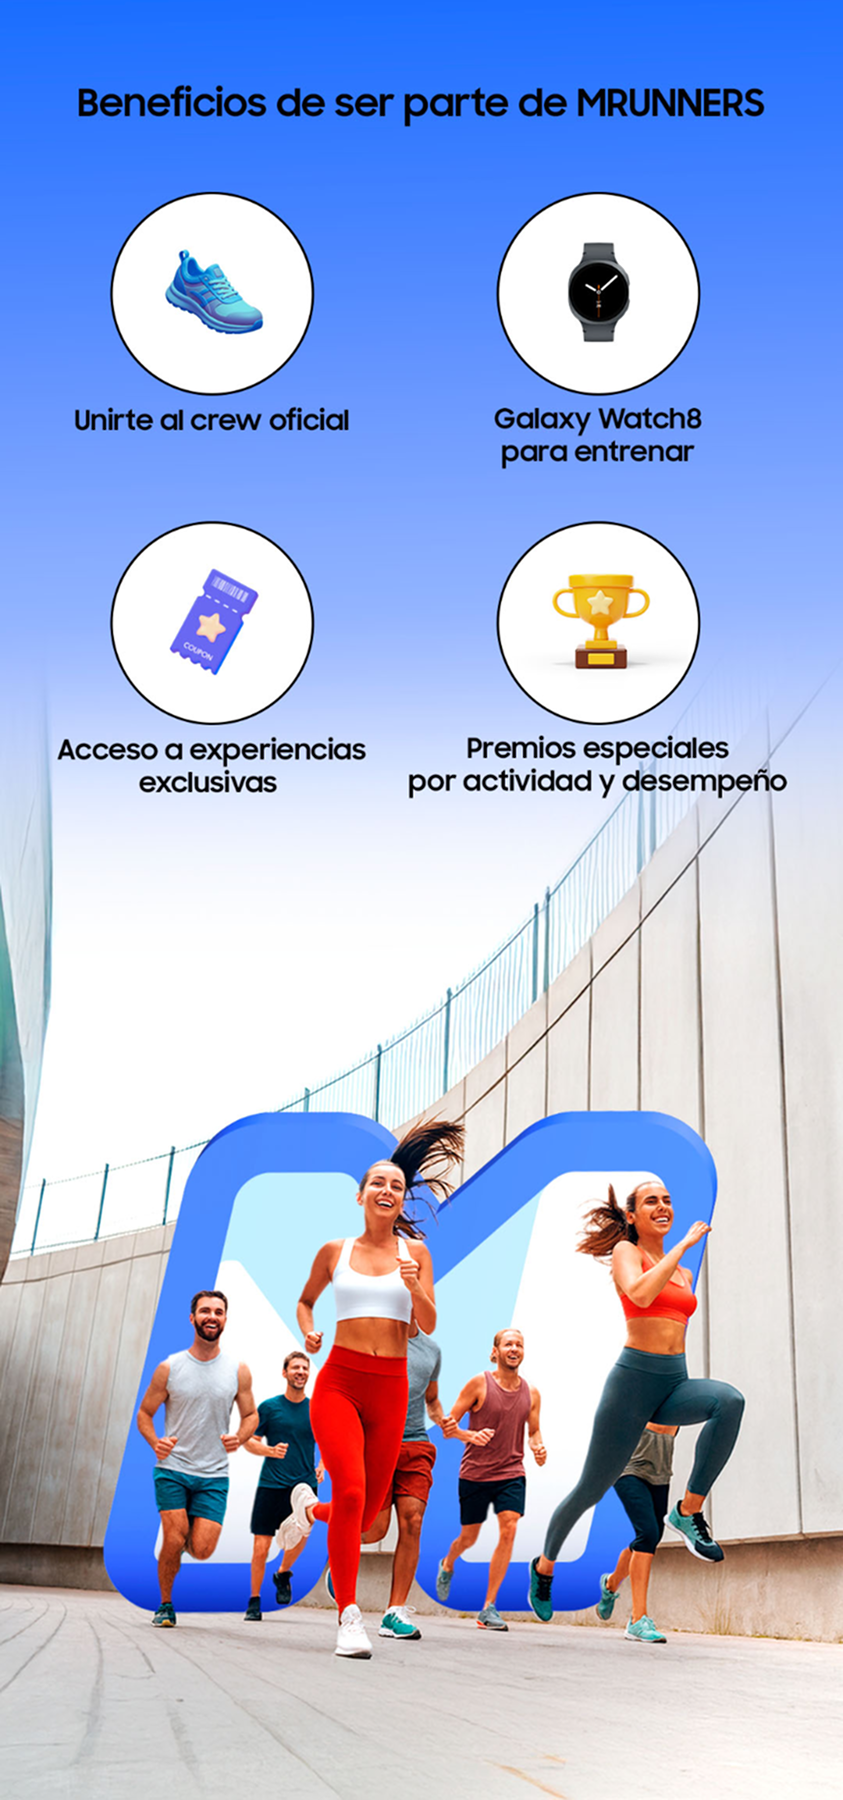 Beneficios de ser parte de MRUNNERS
Unirte al crew oficial
Galaxy Watch8
para entrenar
COUPON
Acceso a experiencias
exclusivas
Premios especiales
por actividad y desempeño